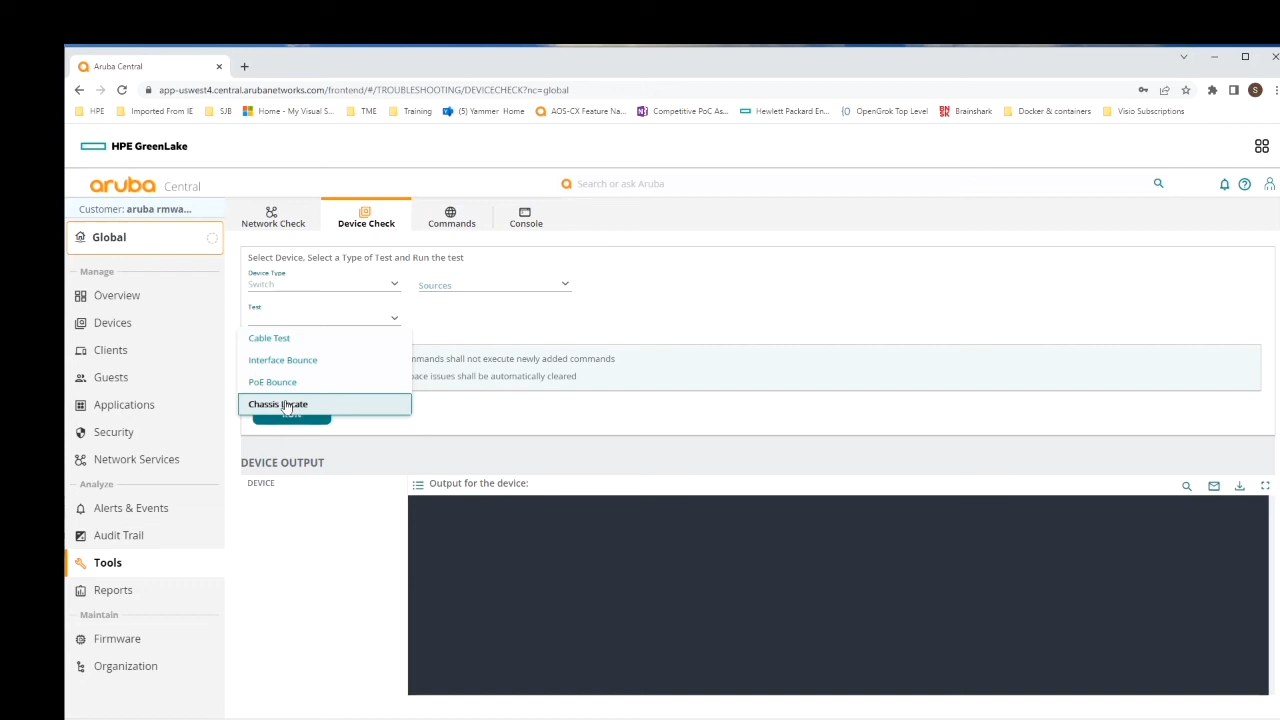 Aruba Central
app-uswest4.central.arubanetworks.com/frontend/#/TROUBLESHOOTING/DEVICECHECK?nc=global
S
HPE
Imported From IE
SJB
Home - My Visual S...
TME
Training
(5) Yammer Home
AOS-CX Feature Na...
Competitive PoC As...
Hewlett Packard En...
OpenGrok Top Level
Brainshark
Docker & containers
Visio Subscriptions
HPE GreenLake
aruba Central
Search or ask Aruba
Customer: aruba rmwa...
Global
Manage
Overview
Devices
Clients
Guests
Applications
Security
Network Services
Analyze
Alerts & Events
Audit Trail
Tools
Reports
Maintain
Firmware
Organization
Network Check
Device Check
Commands
Console
Select Device, Select a Type of Test and Run the test
Device Type
Switch
Sources
Test
Cable Test
Interface Bounce
PoE Bounce
Chassis Locate
mmands shall not execute newly added commands
pace issues shall be automatically cleared
DEVICE OUTPUT
DEVICE
Output for the device: